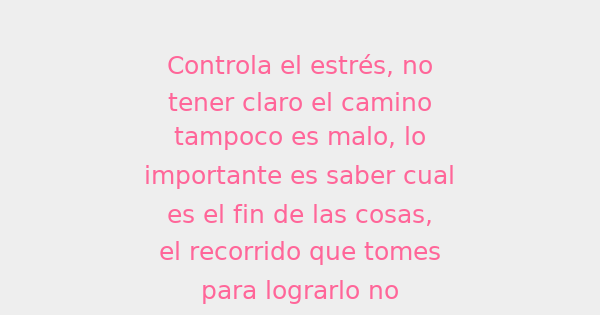 Controla el estrés, no
tener claro el camino
tampoco es malo, lo
importante es saber cual
es el fin de las cosas,
el recorrido que tomes
para lograrlo no